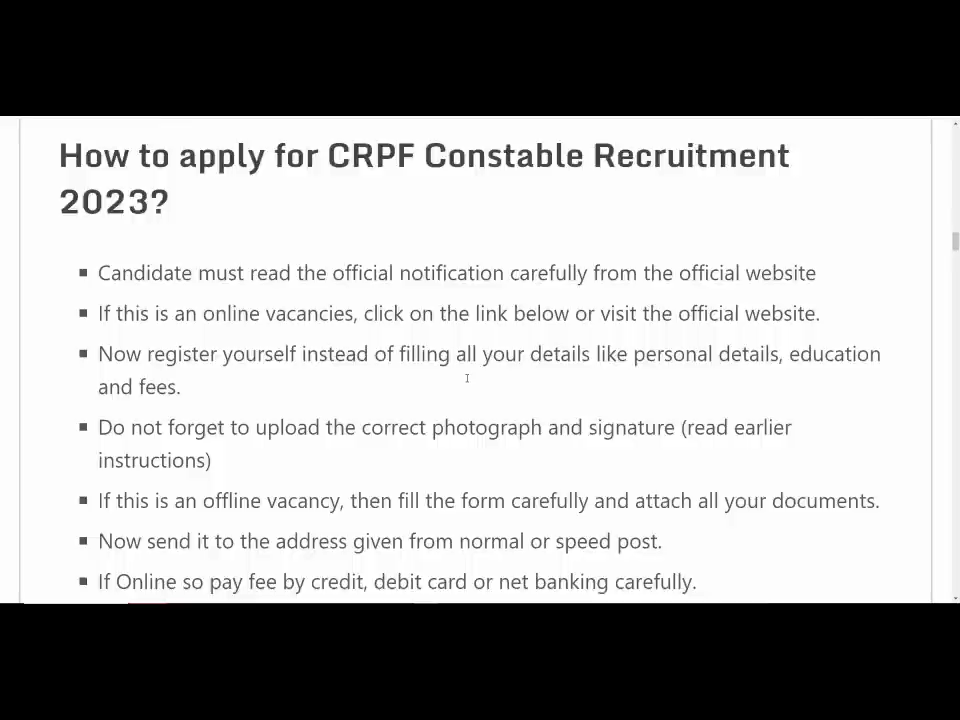 How to apply for CRPF Constable Recruitment
2023?
▪ Candidate must read the official notification carefully from the official website
▪ If this is an online vacancies, click on the link below or visit the official website.
▪ Now register yourself instead of filling all your details like personal details, education
and fees.
▪ Do not forget to upload the correct photograph and signature (read earlier
instructions)
▪ If this is an offline vacancy, then fill the form carefully and attach all your documents.
▪ Now send it to the address given from normal or speed post.
▪ If Online so pay fee by credit, debit card or net banking carefully.